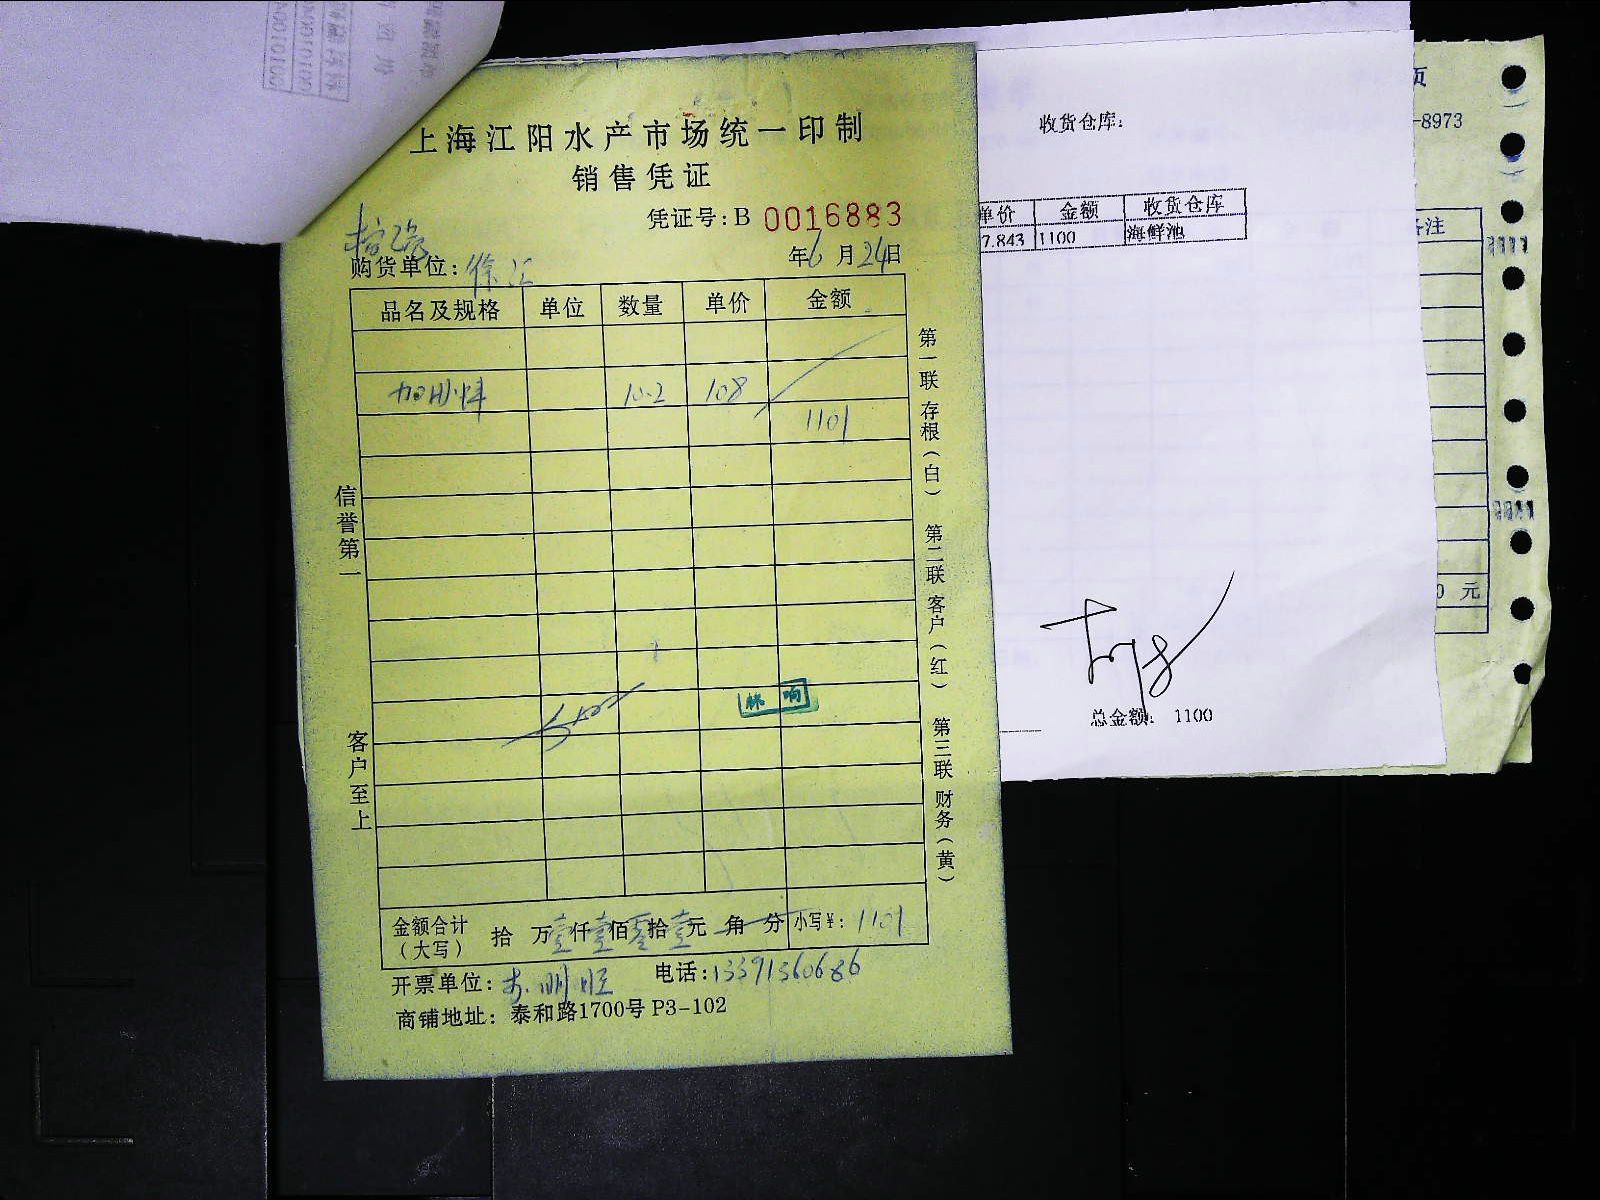 上海江阳水产市场统一印制
销售凭证
凭证号:B 0016883
购货单位:徐汇
年6月24日
品名及规格 单位 数量 单价 金额
10.2 108
1101
信誉第一
客户至上
第一联存根(白) 第二联客户(红) 第三联财务(黄)
金额合计(大写) 拾 万壹仟壹佰零拾壹元 角 分 小写¥:1101
开票单位: 电话:13391360686
商铺地址: 泰和路1700号 P3-102
收货仓库:
单价 金额 收货仓库
7.843 1100 海鲜池
总金额: 1100
页
-8973
备注
0 元